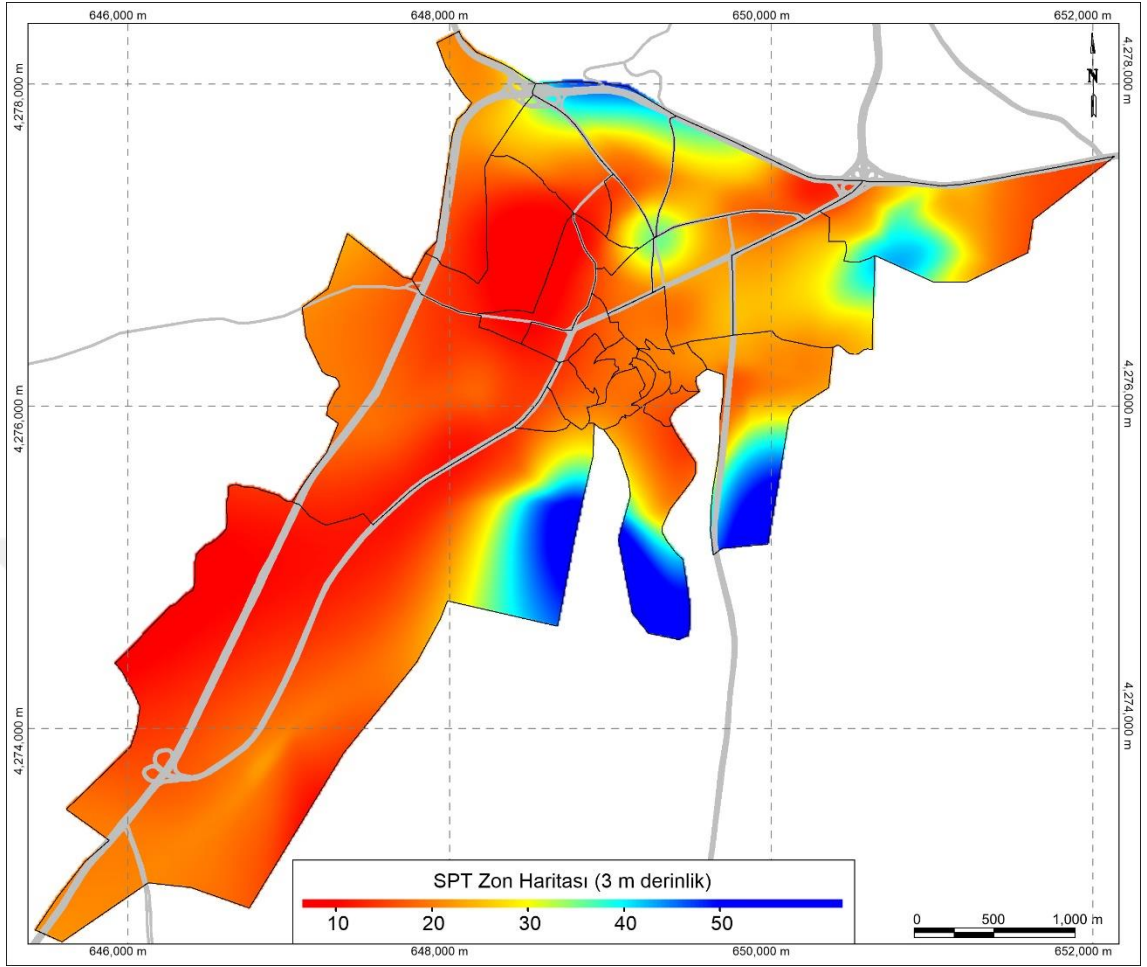 646,000 m 648,000 m 650,000 m 652,000 m
4,278,000 m 4,278,000 m
N
4,276,000 m 4,276,000 m
4,274,000 m 4,274,000 m
SPT Zon Haritası (3 m derinlik)
10 20 30 40 50
0 500 1,000 m
646,000 m 648,000 m 650,000 m 652,000 m